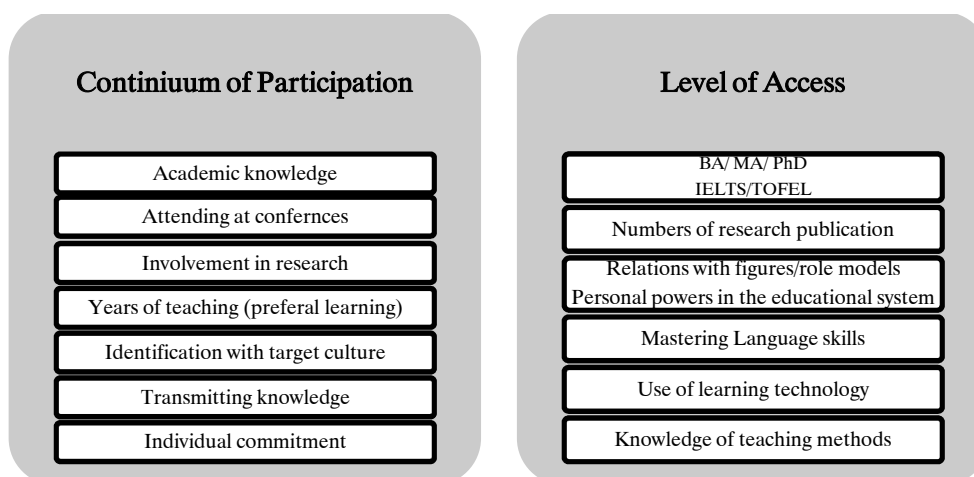 Continiuum of Participation
Academic knowledge
Attending at confernces
Involvement in research
Years of teaching (preferal learning)
Identification with target culture
Transmitting knowledge
Individual commitment
Level of Access
BA/ MA/ PhD
IELTS/TOFEL
Numbers of research publication
Relations with figures/role models
Personal powers in the educational system
Mastering Language skills
Use of learning technology
Knowledge of teaching methods